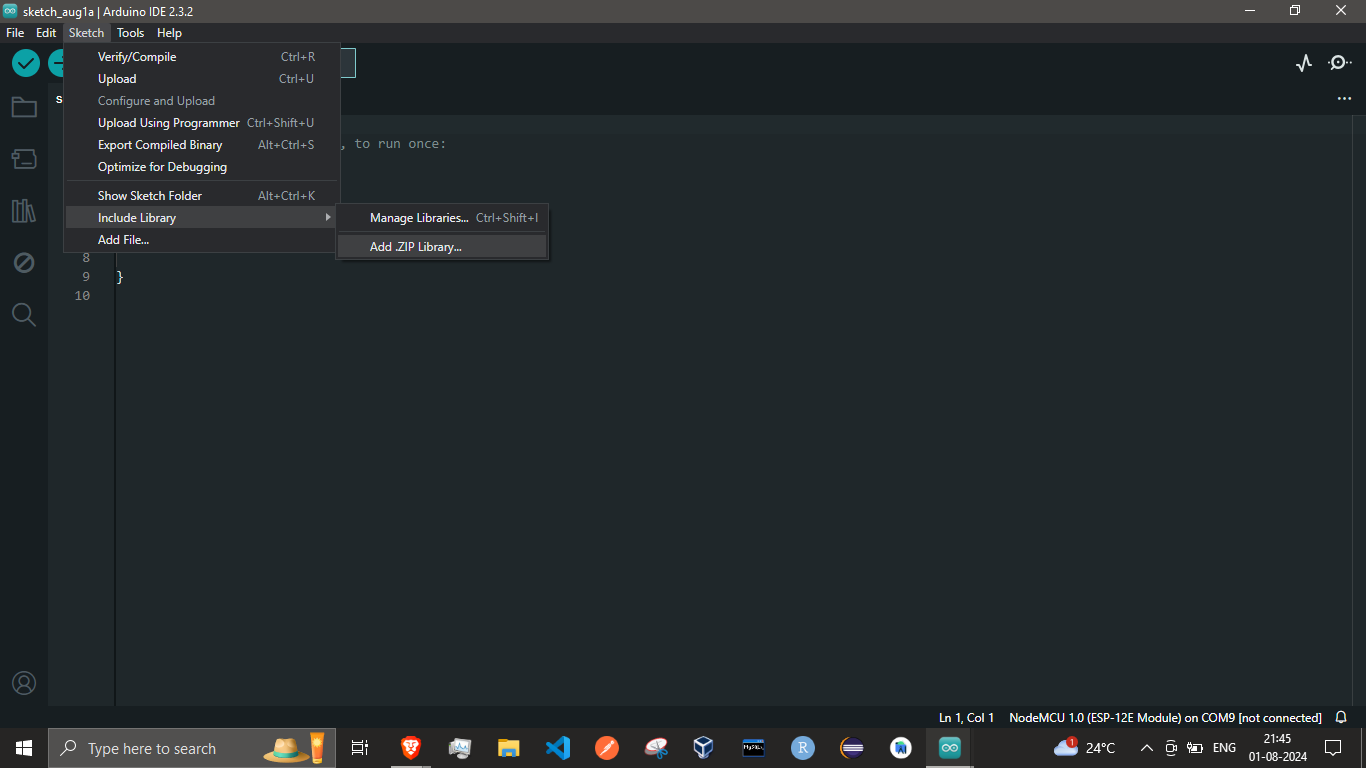 sketch_aug1a | Arduino IDE 2.3.2
File Edit Sketch Tools Help
Verify/Compile Ctrl+R
Upload Ctrl+U
Configure and Upload
Upload Using Programmer Ctrl+Shift+U
Export Compiled Binary Alt+Ctrl+S
, to run once:
Optimize for Debugging
Show Sketch Folder Alt+Ctrl+K
Include Library
Manage Libraries... Ctrl+Shift+I
Add File...
Add .ZIP Library...
8
9 }
10
Ln 1, Col 1 NodeMCU 1.0 (ESP-12E Module) on COM9 [not connected]
Type here to search
MySQL
R
1
24°C
ENG
21:45
01-08-2024